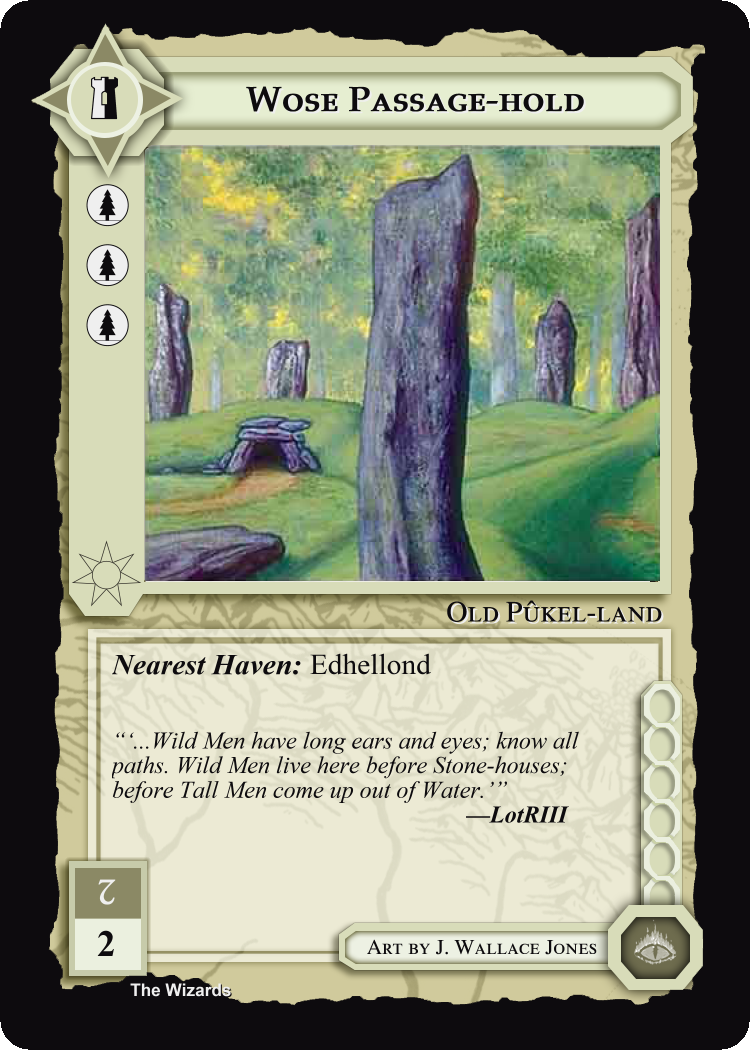 Wose Passage-hold
Old Pûkel-land
Nearest Haven: Edhellond
“‘...Wild Men have long ears and eyes; know all
paths. Wild Men live here before Stone-houses;
before Tall Men come up out of Water.’”
—LotRIII
2
2
Art by J. Wallace Jones
The Wizards